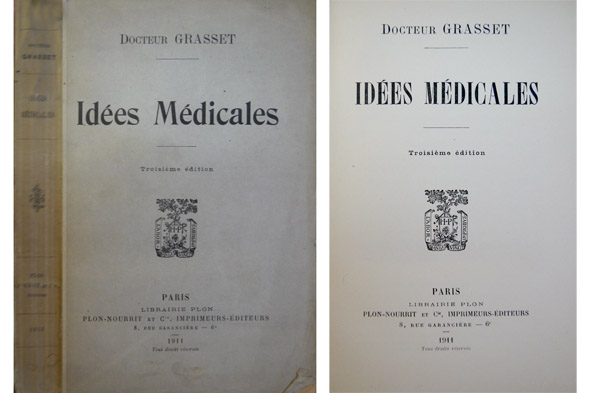 Docteur GRASSET
Idées Médicales
Troisième édition
PARIS
LIBRAIRIE PLON
PLON-NOURRIT ET Cie, IMPRIMEURS-ÉDITEURS
8, RUE GARANCIÈRE — 6e
1911
Tous droits réservés
Docteur GRASSET
IDÉES MÉDICALES
Troisième édition
PARIS
LIBRAIRIE PLON
PLON-NOURRIT ET Cie, IMPRIMEURS-ÉDITEURS
8, RUE GARANCIÈRE — 6e
1911
Tous droits réservés